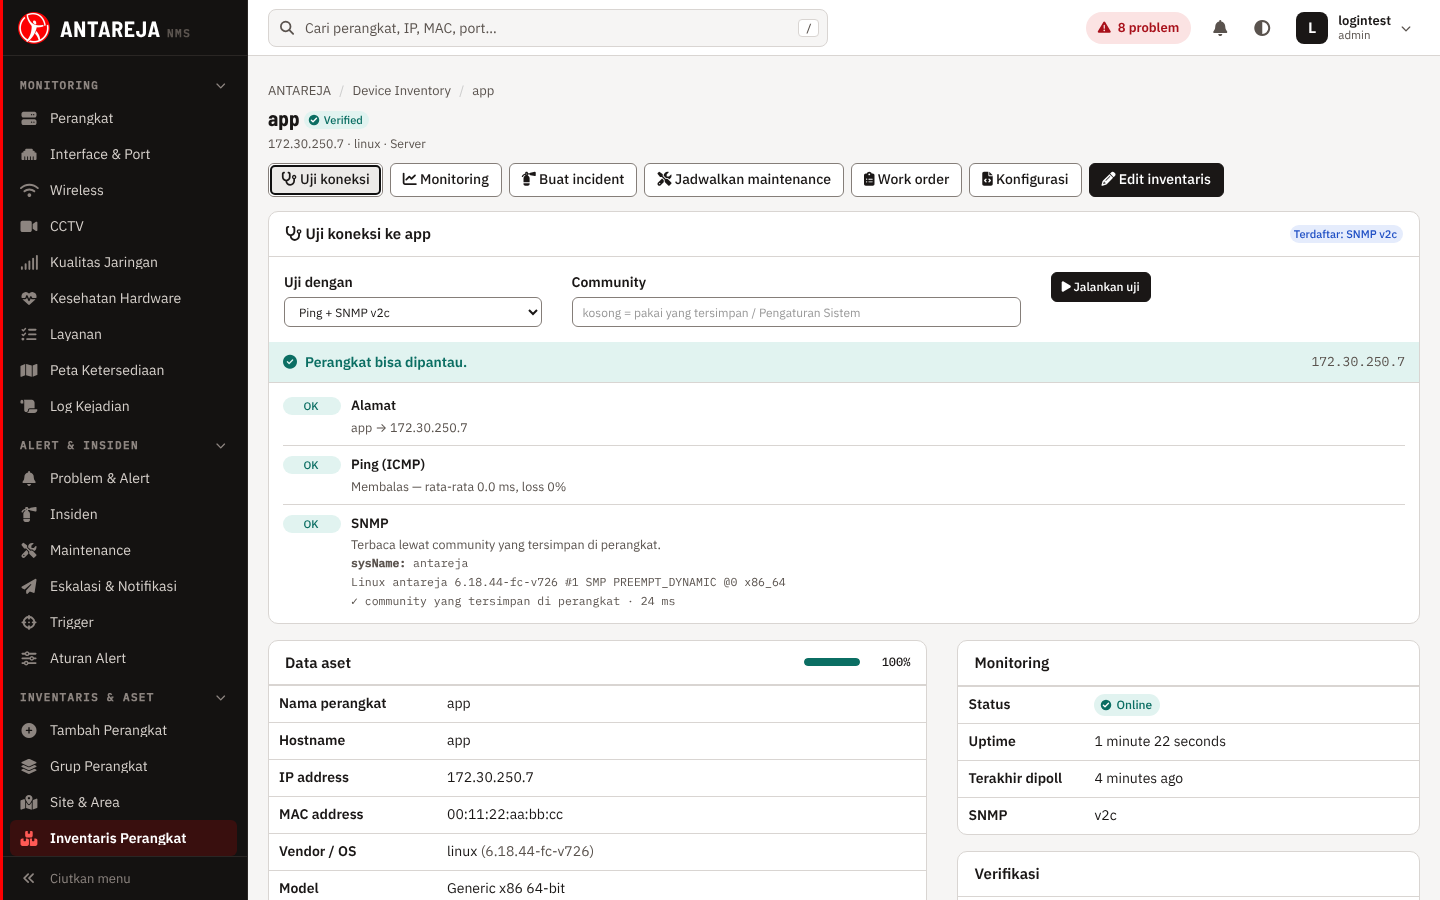 ANTAREJA NMS
Cari perangkat, IP, MAC, port...
/
8 problem
L
logintest
admin
MONITORING
Perangkat
Interface & Port
Wireless
CCTV
Kualitas Jaringan
Kesehatan Hardware
Layanan
Peta Ketersediaan
Log Kejadian
ALERT & INSIDEN
Problem & Alert
Insiden
Maintenance
Eskalasi & Notifikasi
Trigger
Aturan Alert
INVENTARIS & ASET
Tambah Perangkat
Grup Perangkat
Site & Area
Inventaris Perangkat
Ciutkan menu
ANTAREJA / Device Inventory / app
app Verified
172.30.250.7 · linux · Server
Uji koneksi
Monitoring
Buat incident
Jadwalkan maintenance
Work order
Konfigurasi
Edit inventaris
Uji koneksi ke app
Terdaftar: SNMP v2c
Uji dengan
Ping + SNMP v2c
Community
kosong = pakai yang tersimpan / Pengaturan Sistem
Jalankan uji
Perangkat bisa dipantau.
172.30.250.7
OK Alamat
app → 172.30.250.7
OK Ping (ICMP)
Membalas — rata-rata 0.0 ms, loss 0%
OK SNMP
Terbaca lewat community yang tersimpan di perangkat.
sysName: antareja
Linux antareja 6.18.44-fc-v726 #1 SMP PREEMPT_DYNAMIC @0 x86_64
✓ community yang tersimpan di perangkat · 24 ms
Data aset
100%
Nama perangkat app
Hostname app
IP address 172.30.250.7
MAC address 00:11:22:aa:bb:cc
Vendor / OS linux (6.18.44-fc-v726)
Model Generic x86 64-bit
Monitoring
Status Online
Uptime 1 minute 22 seconds
Terakhir dipoll 4 minutes ago
SNMP v2c
Verifikasi